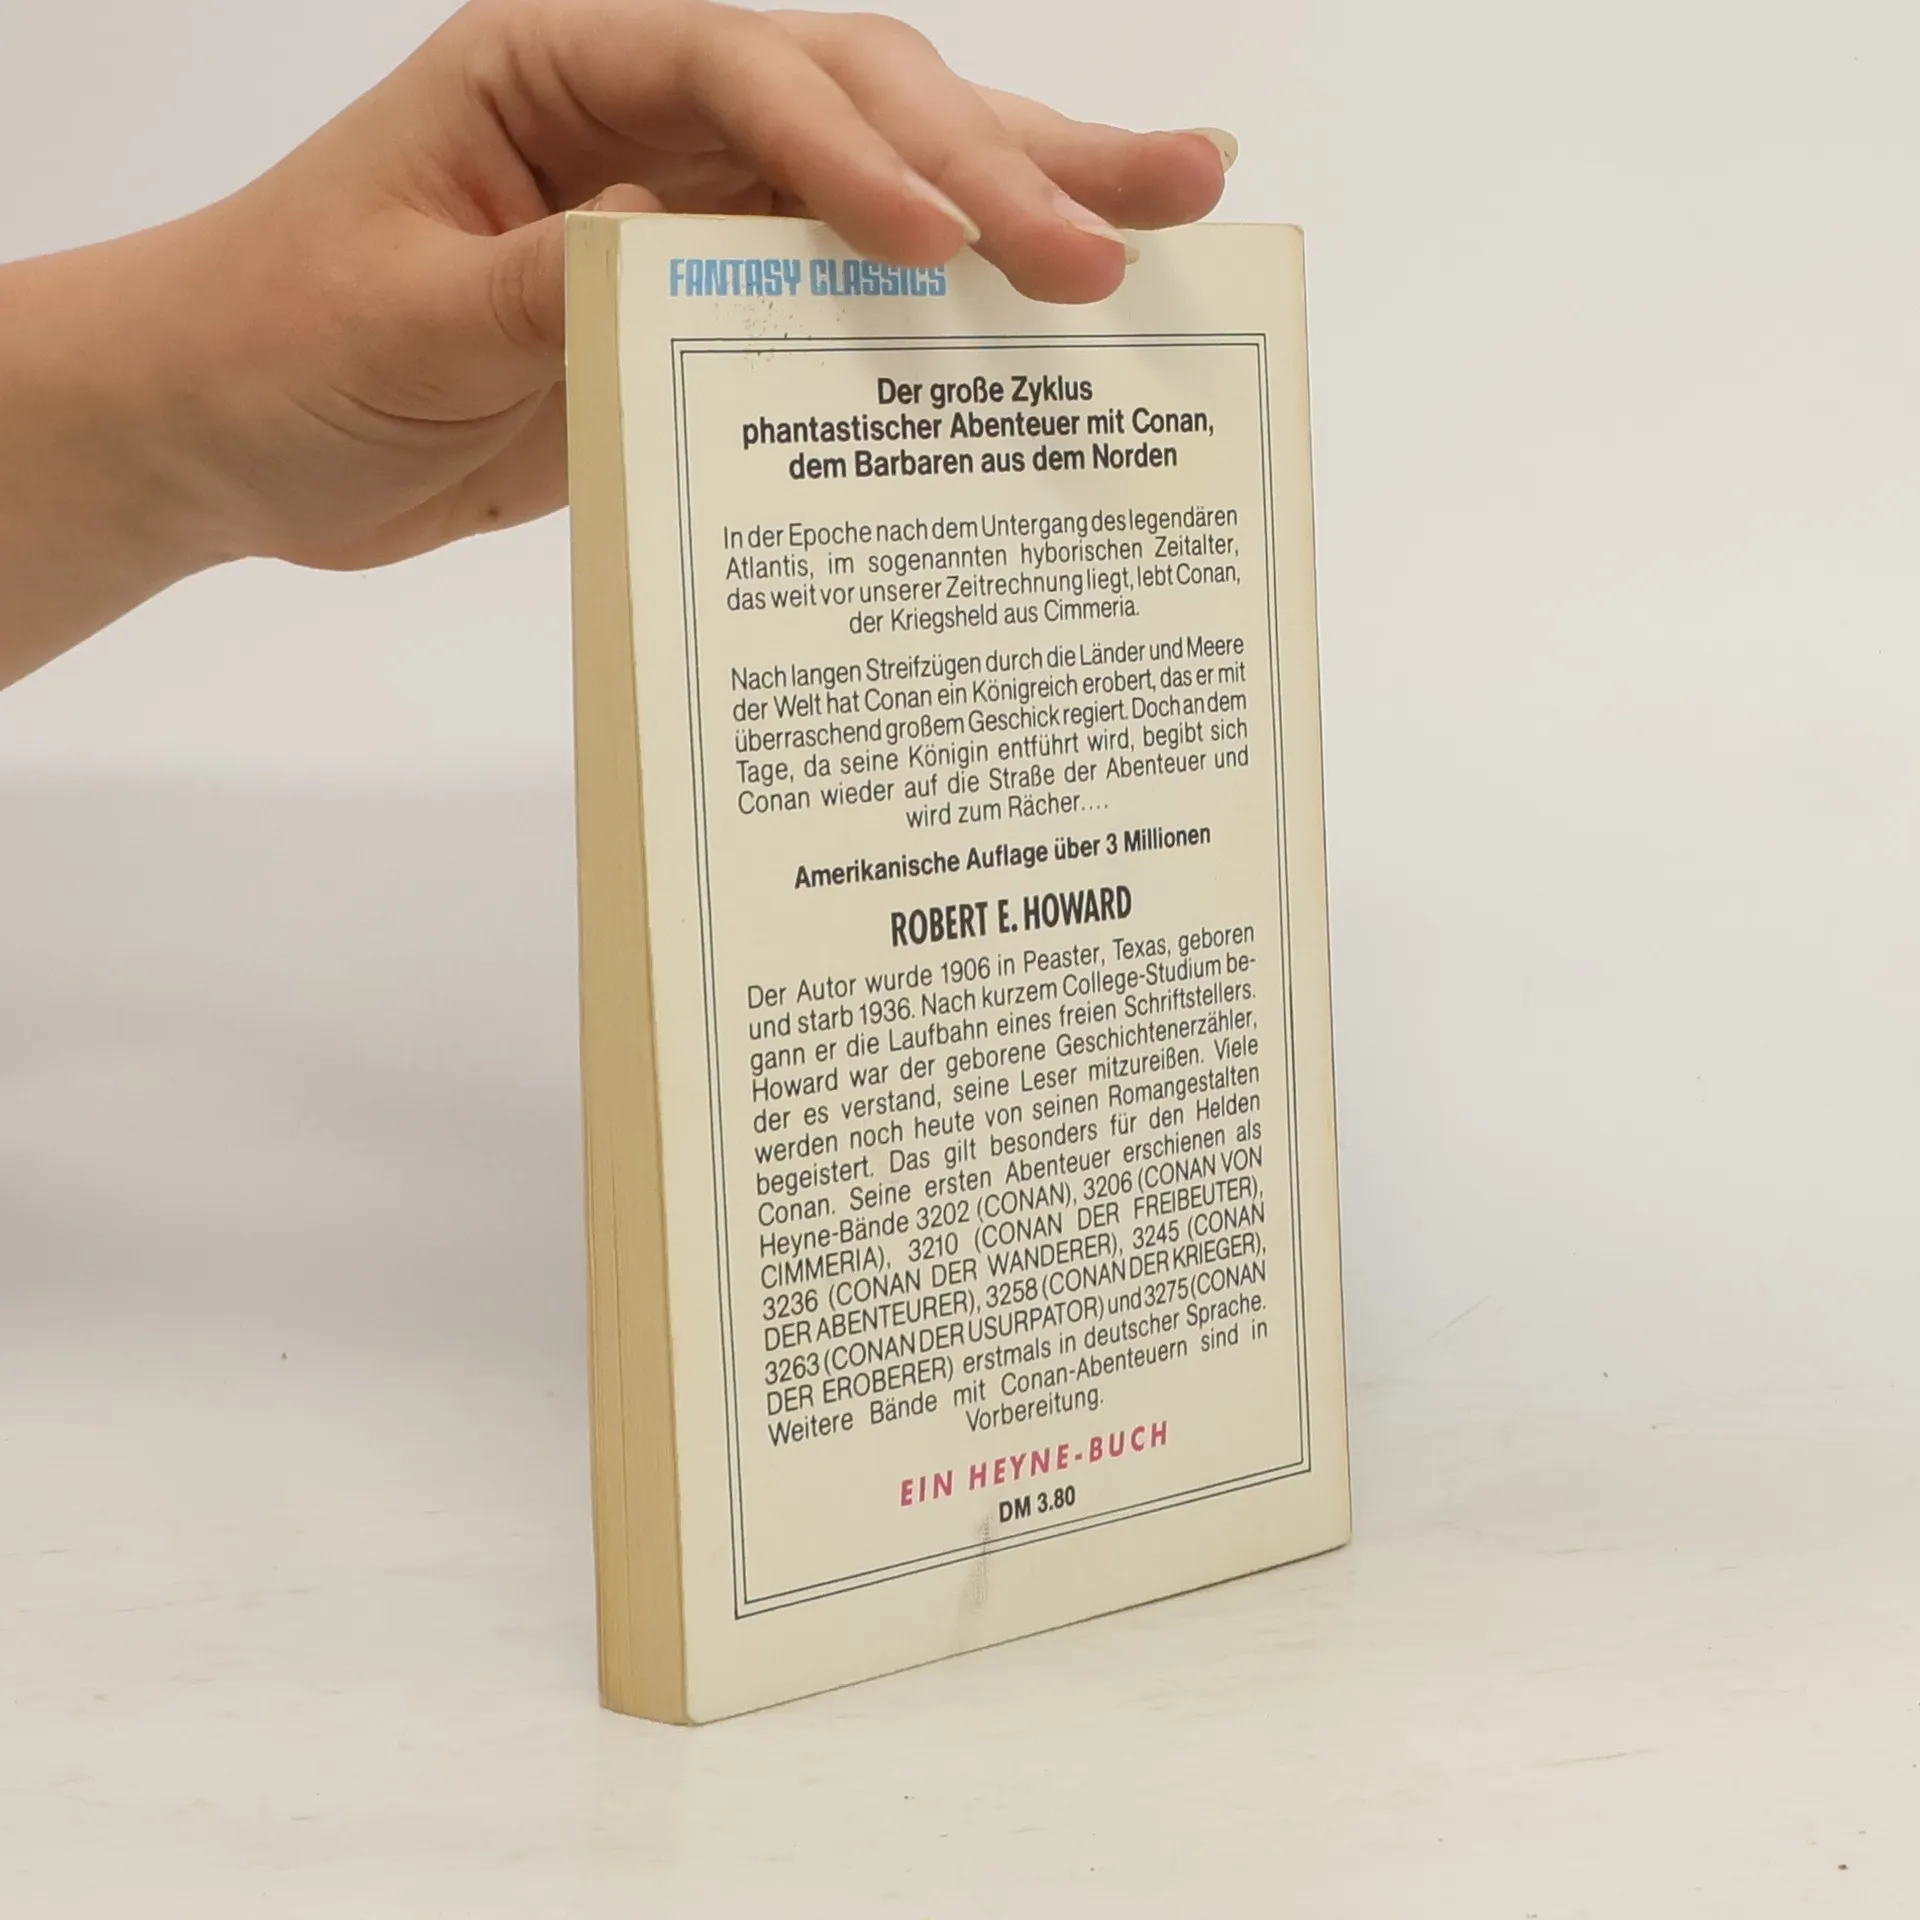 FANTASY CLASSICS
Der große Zyklus
phantastischer Abenteuer mit Conan,
dem Barbaren aus dem Norden
In der Epoche nach dem Untergang des legendären
Atlantis, im sogenannten hyborischen Zeitalter,
das weit vor unserer Zeitrechnung liegt, lebt Conan,
der Kriegsheld aus Cimmeria.
Nach langen Streifzügen durch die Länder und Meere
der Welt hat Conan ein Königreich erobert, das er mit
überraschend großem Geschick regiert. Doch an dem
Tage, da seine Königin entführt wird, begibt sich
Conan wieder auf die Straße der Abenteuer und
wird zum Rächer....
Amerikanische Auflage über 3 Millionen
ROBERT E. HOWARD
Der Autor wurde 1906 in Peaster, Texas, geboren
und starb 1936. Nach kurzem College-Studium be-
gann er die Laufbahn eines freien Schriftstellers.
Howard war der geborene Geschichtenerzähler,
der es verstand, seine Leser mitzureißen. Viele
werden noch heute von seinen Romangestalten
begeistert. Das gilt besonders für den Helden
Conan. Seine ersten Abenteuer erschienen als
Heyne-Bände 3202 (CONAN), 3206 (CONAN VON
CIMMERIA), 3210 (CONAN DER FREIBEUTER),
3236 (CONAN DER WANDERER), 3245 (CONAN
DER ABENTEURER), 3258 (CONAN DER KRIEGER),
3263 (CONAN DER USURPATOR) und 3275 (CONAN
DER EROBERER) erstmals in deutscher Sprache.
Weitere Bände mit Conan-Abenteuern sind in
Vorbereitung.
EIN HEYNE-BUCH
DM 3.80